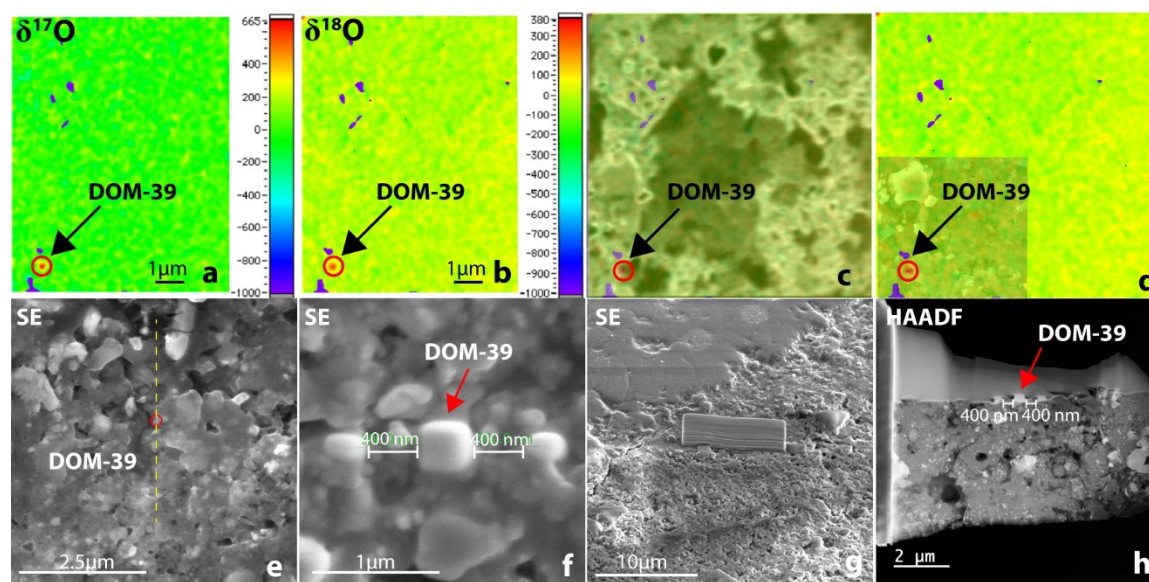 δ17O
665
600
400
200
0
-200
-400
-600
-800
-1000
DOM-39
1µm
a
δ18O
380
300
200
100
0
-100
-200
-300
-400
-500
-600
-700
-800
-900
-1000
DOM-39
1µm
b
DOM-39
c
DOM-39
d
SE
DOM-39
2.5µm
e
SE
DOM-39
400 nm
400 nm
1µm
f
SE
10µm
g
HAADF
DOM-39
400 nm 400 nm
2 µm
h